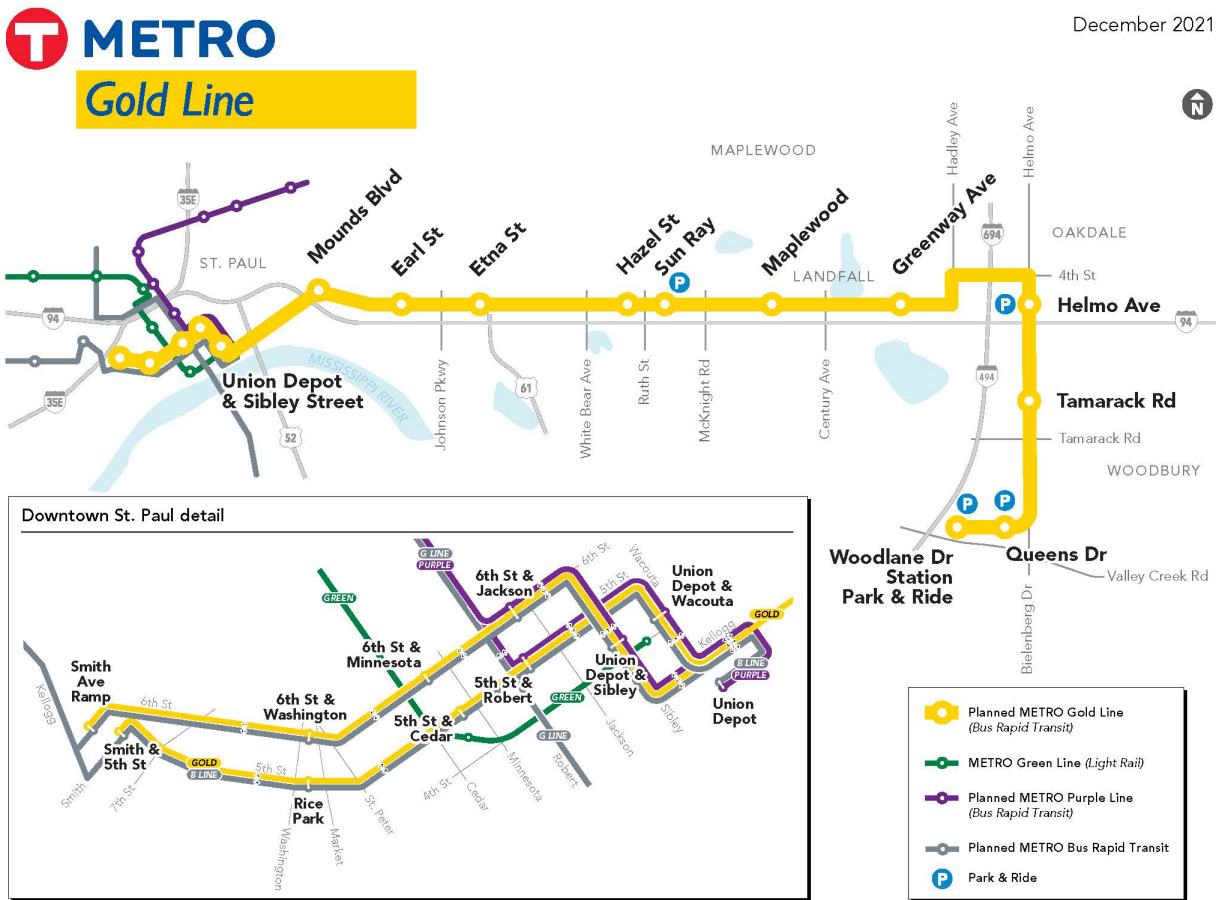 T METRO
Gold Line
December 2021
N
MAPLEWOOD
Hadley Ave
Helmo Ave
35E
ST. PAUL
Mounds Blvd
Earl St
Etna St
Hazel St
Sun Ray
P
Maplewood
LANDFALL
Greenway Ave
694
OAKDALE
4th St
P
Helmo Ave
94
94
Union Depot
& Sibley Street
MISSISSIPPI RIVER
35E
52
Johnson Pkwy
61
White Bear Ave
Ruth St
McKnight Rd
Century Ave
494
Tamarack Rd
Tamarack Rd
WOODBURY
P
P
Woodlane Dr
Station
Park & Ride
Queens Dr
Valley Creek Rd
Bielenberg Dr
Downtown St. Paul detail
G LINE
PURPLE
GREEN
6th St &
Jackson
6th St
5th St
Wacouta
Union
Depot &
Wacouta
GOLD
Kellogg
6th St &
Minnesota
Smith
Ave
Ramp
Kellogg
6th St
6th St &
Washington
5th St &
Robert
Union
Depot &
Sibley
B LINE
PURPLE
Union
Depot
GREEN
5th St &
Cedar
G LINE
Sibley
Jackson
Smith &
5th St
GOLD
B LINE
5th St
Smith
7th St
Rice
Park
4th St
Cedar
Minnesota
Robert
St. Peter
Market
Washington
Planned METRO Gold Line
(Bus Rapid Transit)
METRO Green Line (Light Rail)
Planned METRO Purple Line
(Bus Rapid Transit)
Planned METRO Bus Rapid Transit
P Park & Ride